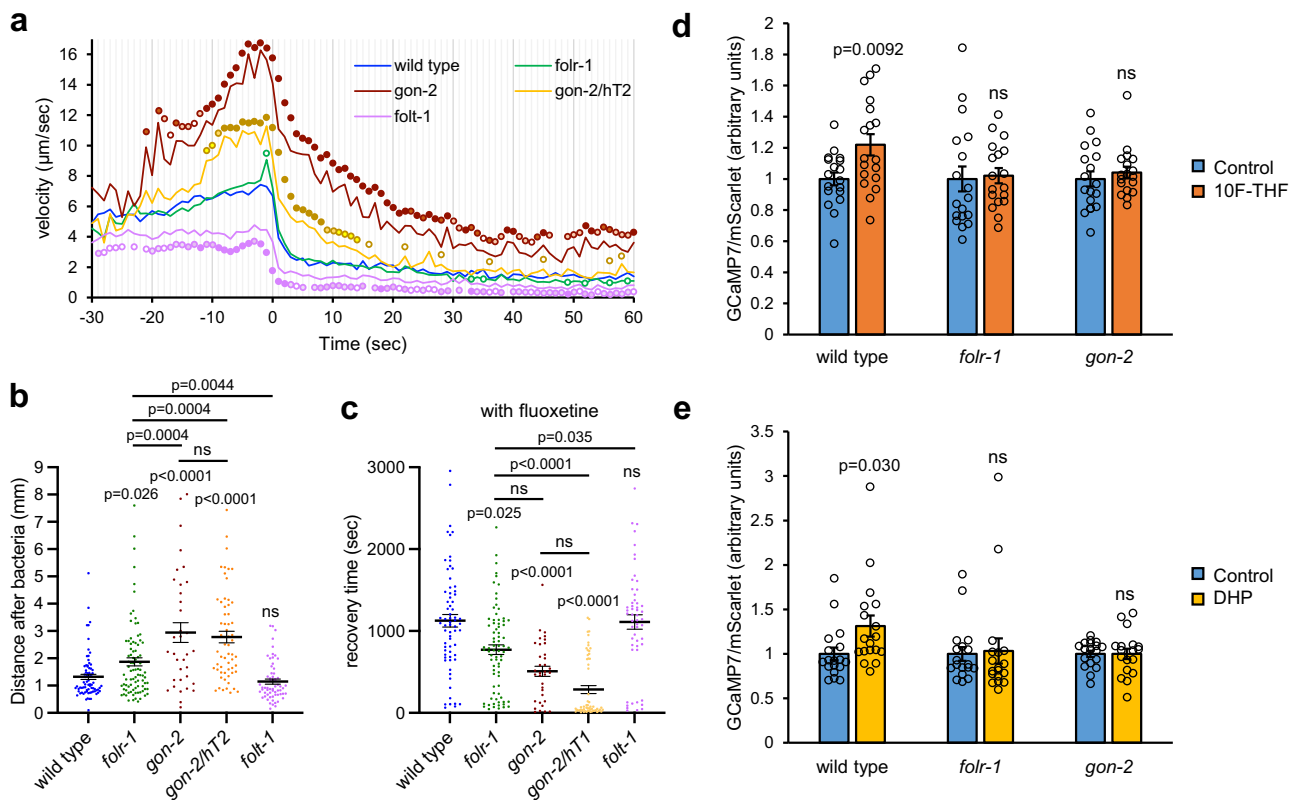 a
velocity (µm/sec)
16
14
12
10
8
6
4
2
0
-30
-20
-10
0
10
20
30
40
50
60
Time (sec)
wild type
gon-2
folt-1
folr-1
gon-2/hT2
b
p=0.0044
p=0.0004
p=0.0004
ns
p<0.0001
p=0.026
p<0.0001
ns
Distance after bacteria (mm)
9
8
7
6
5
4
3
2
1
0
wild type
folr-1
gon-2
gon-2/hT2
folt-1
c
with fluoxetine
p=0.035
p<0.0001
ns
ns
ns
p=0.025
p<0.0001
p<0.0001
recovery time (sec)
3000
2000
1000
0
wild type
folr-1
gon-2
gon-2/hT1
folt-1
d
GCaMP7/mScarlet (arbitrary units)
2
1.8
1.6
1.4
1.2
1
0.8
0.6
0.4
0.2
0
p=0.0092
ns
ns
wild type
folr-1
gon-2
Control
10F-THF
e
GCaMP7/mScarlet (arbitrary units)
3.5
3
2.5
2
1.5
1
0.5
0
p=0.030
ns
ns
wild type
folr-1
gon-2
Control
DHP